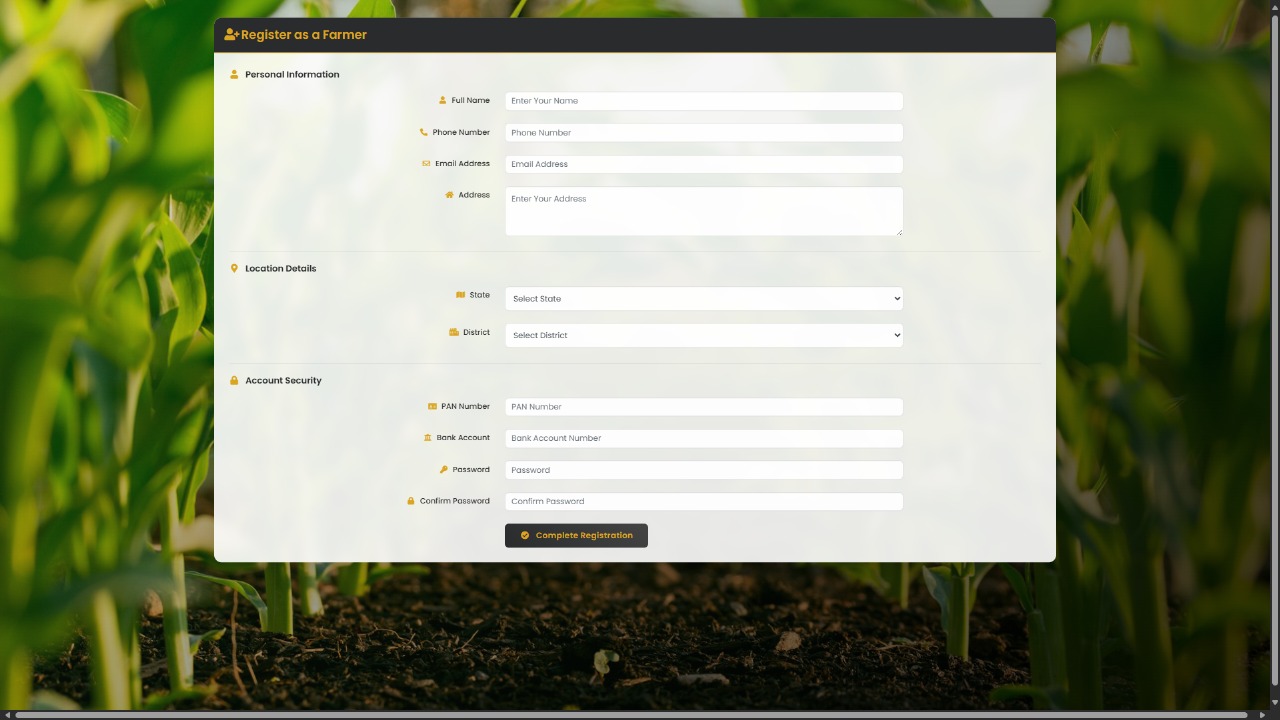 Register as a Farmer
Personal Information
Full Name
Enter Your Name
Phone Number
Phone Number
Email Address
Email Address
Address
Enter Your Address
Location Details
State
Select State
District
Select District
Account Security
PAN Number
PAN Number
Bank Account
Bank Account Number
Password
Password
Confirm Password
Confirm Password
Complete Registration